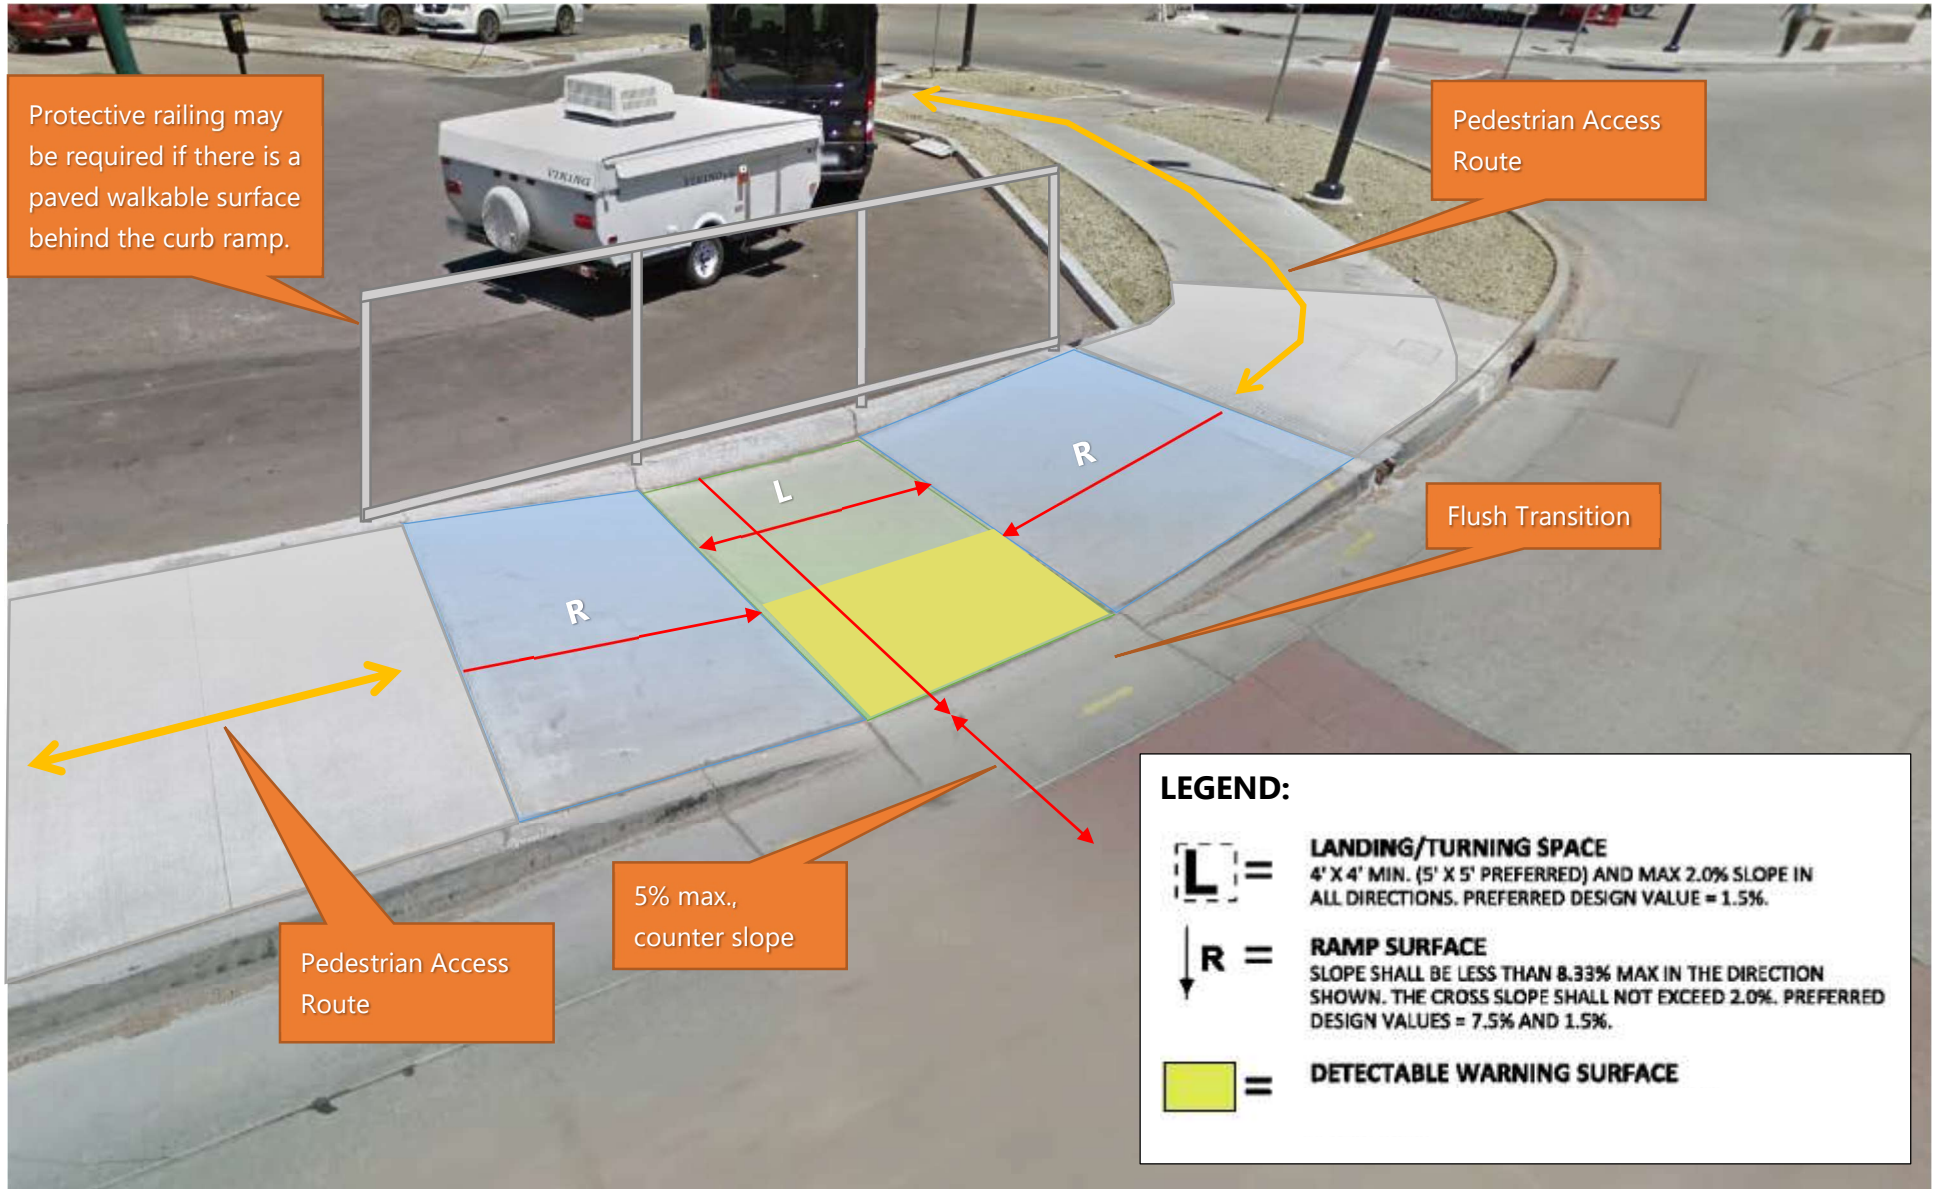 Protective railing may
be required if there is a
paved walkable surface
behind the curb ramp.
VIKING
VIKING
Pedestrian Access
Route
L
R
R
Flush Transition
5% max.,
counter slope
Pedestrian Access
Route
LEGEND:
L = LANDING/TURNING SPACE
4' X 4' MIN. (5' X 5' PREFERRED) AND MAX 2.0% SLOPE IN
ALL DIRECTIONS. PREFERRED DESIGN VALUE = 1.5%.
R = RAMP SURFACE
SLOPE SHALL BE LESS THAN 8.33% MAX IN THE DIRECTION
SHOWN. THE CROSS SLOPE SHALL NOT EXCEED 2.0%. PREFERRED
DESIGN VALUES = 7.5% AND 1.5%.
= DETECTABLE WARNING SURFACE